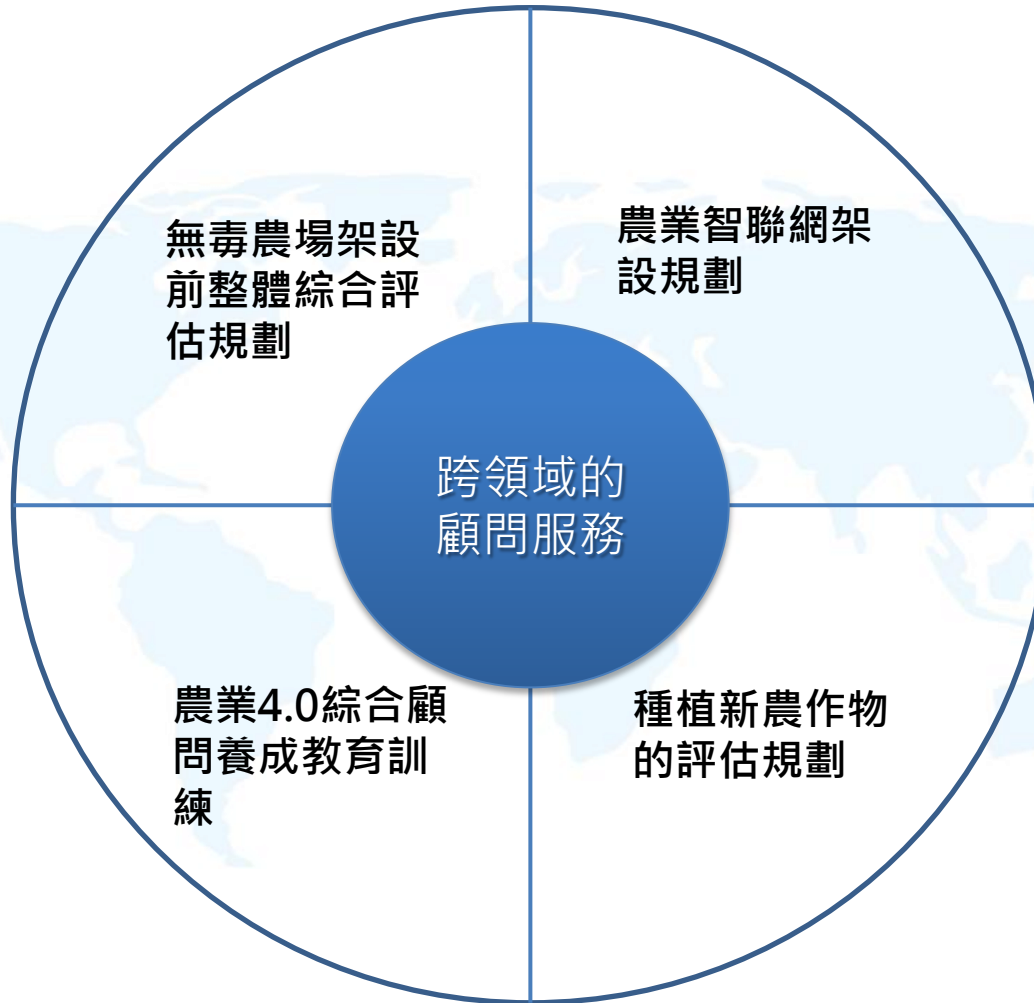 無毒農場架設
前整體綜合評
估規劃
農業智聯網架
設規劃
跨領域的
顧問服務
農業4.0綜合顧
問養成教育訓
練
種植新農作物
的評估規劃